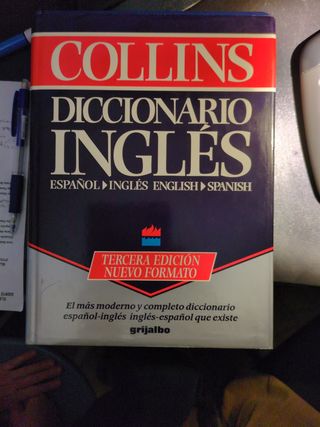 COLLINS
DICCIONARIO
INGLÉS
ESPAÑOL▶INGLÉS ENGLISH▶SPANISH
TERCERA EDICIÓN
NUEVO FORMATO
El más moderno y completo diccionario
español-inglés inglés-español que existe
grijalbo